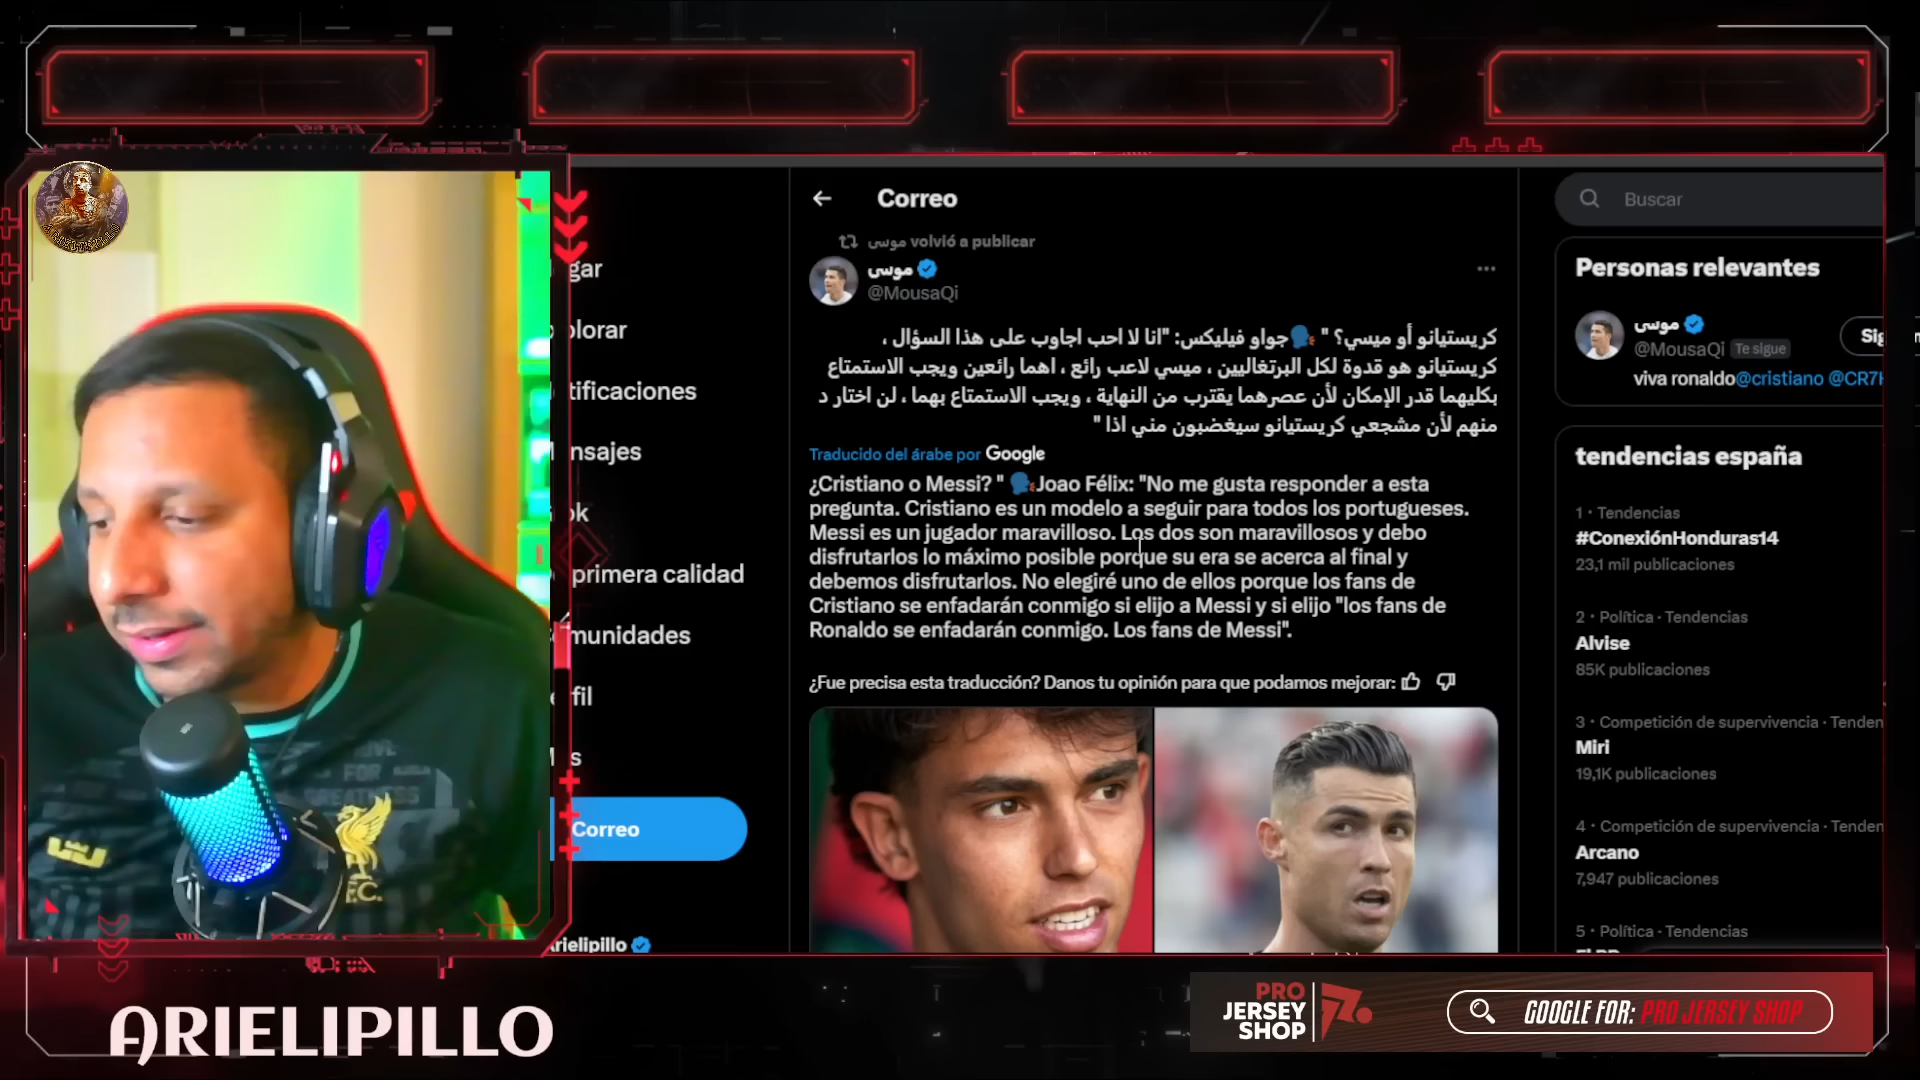 Correo
Buscar
موسى volvió a publicar
موسى
@MousaQi
كريستيانو أو ميسي؟ " 🗣️جواو فيليكس: "انا لا احب اجاوب على هذا السؤال ،
كريستيانو هو قدوة لكل البرتغاليين ، ميسي لاعب رائع ، اهما رائعين ويجب الاستمتاع
بكليهما قدر الإمكان لأن عصرهما يقترب من النهاية ، ويجب الاستمتاع بهما ، لن اختار د
منهم لأن مشجعي كريستيانو سيغضبون مني اذا "
Traducido del árabe por Google
¿Cristiano o Messi? " 🗣️Joao Félix: "No me gusta responder a esta
pregunta. Cristiano es un modelo a seguir para todos los portugueses.
Messi es un jugador maravilloso. Los dos son maravillosos y debo
disfrutarlos lo máximo posible porque su era se acerca al final y
debemos disfrutarlos. No elegiré uno de ellos porque los fans de
Cristiano se enfadarán conmigo si elijo a Messi y si elijo "los fans de
Ronaldo se enfadarán conmigo. Los fans de Messi".
¿Fue precisa esta traducción? Danos tu opinión para que podamos mejorar:
gar
plorar
tificaciones
nsajes
ok
primera calidad
munidades
fil
s
Correo
rielipillo
Personas relevantes
موسى
@MousaQi Te sigue
Sig
viva ronaldo@cristiano @CR7
tendencias españa
1 · Tendencias
#ConexiónHonduras14
23,1 mil publicaciones
2 · Política · Tendencias
Alvise
85K publicaciones
3 · Competición de supervivencia · Tenden
Miri
19,1K publicaciones
4 · Competición de supervivencia · Tenden
Arcano
7,947 publicaciones
5 · Política · Tendencias
F.C.
ARIELIPILLO
PRO
JERSEY
SHOP
GOOGLE FOR: PRO JERSEY SHOP